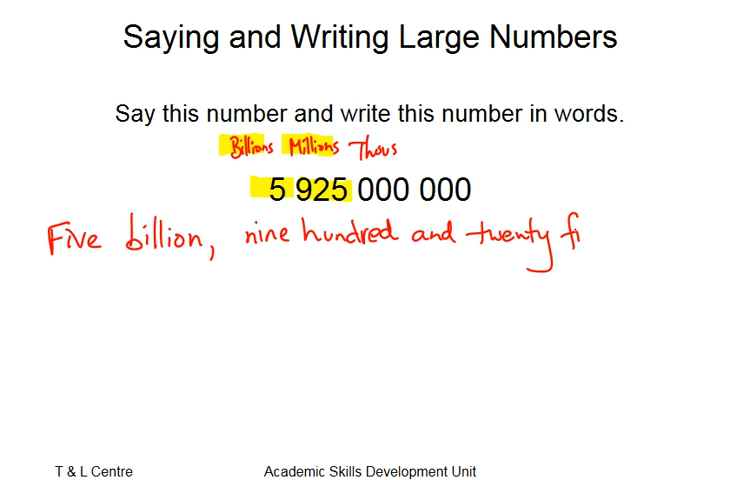 Saying and Writing Large Numbers
Say this number and write this number in words.
Billions Millions Thous
5 925 000 000
Five billion, nine hundred and twenty fi
T & L Centre Academic Skills Development Unit